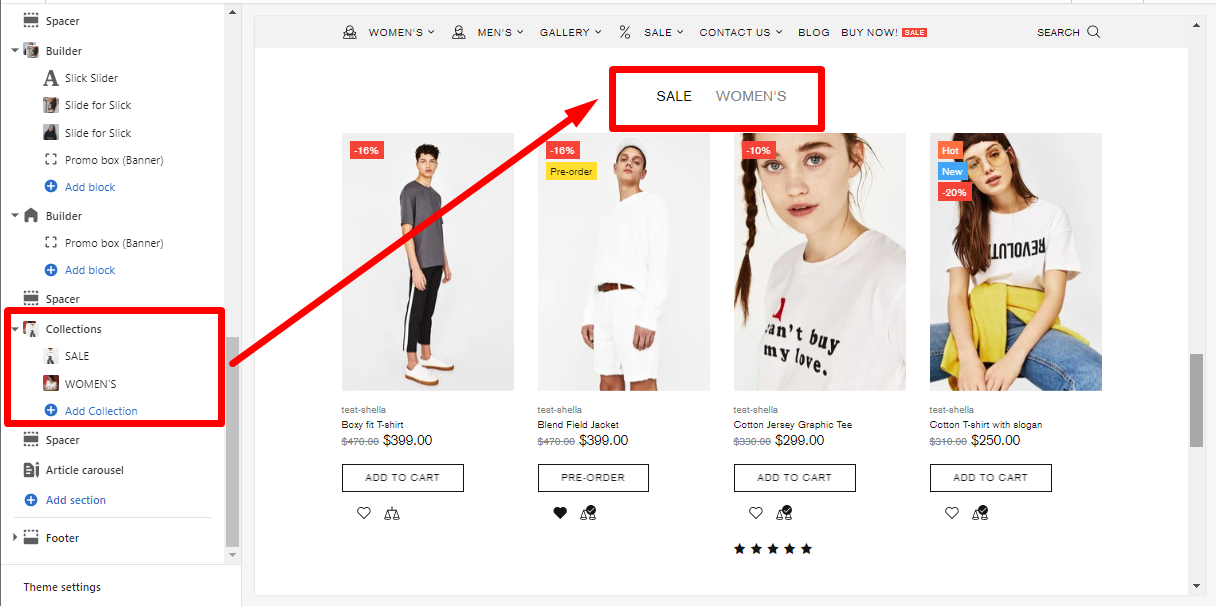 Spacer
Builder
Slick Slider
Slide for Slick
Slide for Slick
Promo box (Banner)
Add block
Builder
Promo box (Banner)
Add block
Spacer
Collections
SALE
WOMEN'S
Add Collection
Spacer
Article carousel
Add section
Footer
Theme settings
WOMEN'S MEN'S GALLERY % SALE CONTACT US BLOG BUY NOW! SALE SEARCH
SALE WOMEN'S
-16%
test-shella
Boxy fit T-shirt
$470.00 $399.00
ADD TO CART
-16%
Pre-order
test-shella
Blend Field Jacket
$470.00 $399.00
PRE-ORDER
-10%
can't buy
my love.
test-shella
Cotton Jersey Graphic Tee
$330.00 $299.00
ADD TO CART
Hot
New
-20%
REVOLUTION
test-shella
Cotton T-shirt with slogan
$310.00 $250.00
ADD TO CART